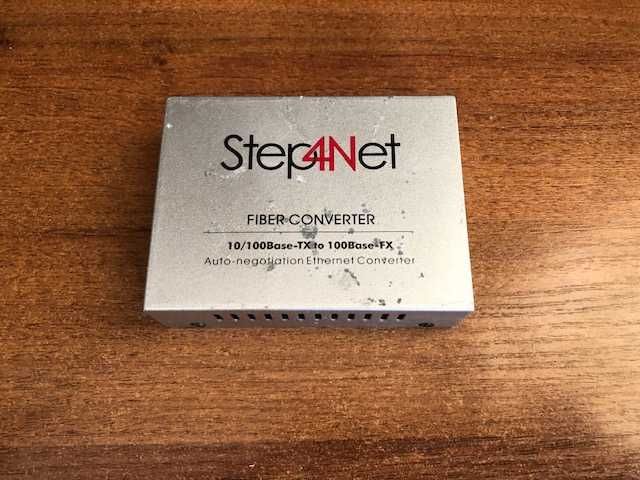 Step4Net
FIBER CONVERTER
10/100Base-TX to 100Base-FX
Auto-negotiation Ethernet Converter